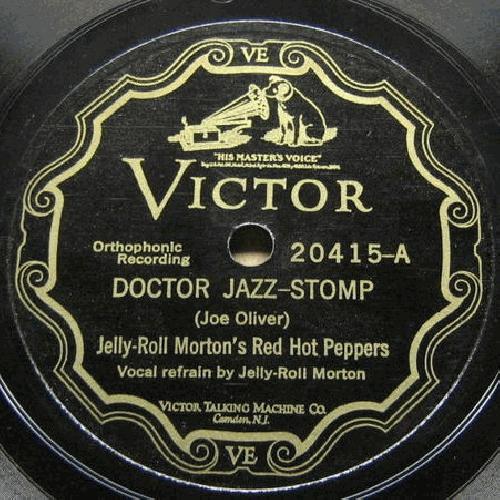 VE
"HIS MASTER'S VOICE"
VICTOR
Orthophonic
Recording
20415-A
DOCTOR JAZZ-STOMP
(Joe Oliver)
Jelly-Roll Morton's Red Hot Peppers
Vocal refrain by Jelly-Roll Morton
VICTOR TALKING MACHINE CO.
Camden, N.J.
VE